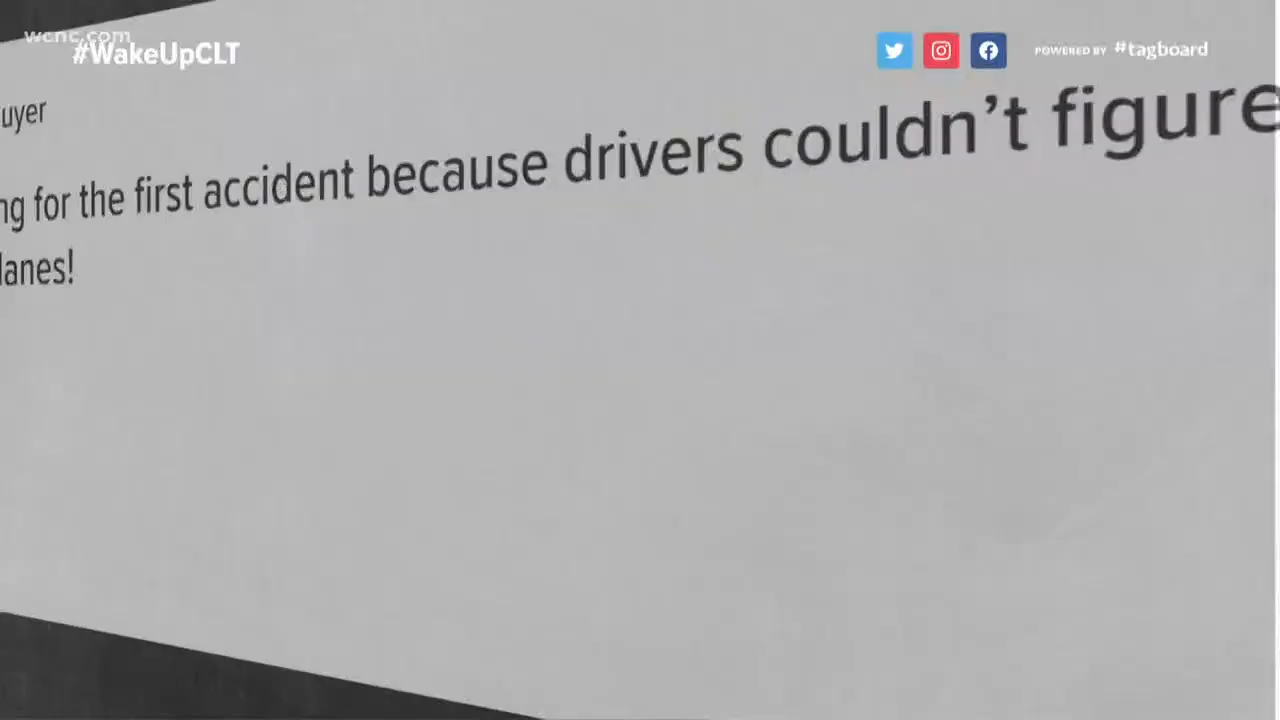 wcnc.com
#WakeUpCLT
POWERED BY #tagboard
uyer
ng for the first accident because drivers couldn't figure
lanes!